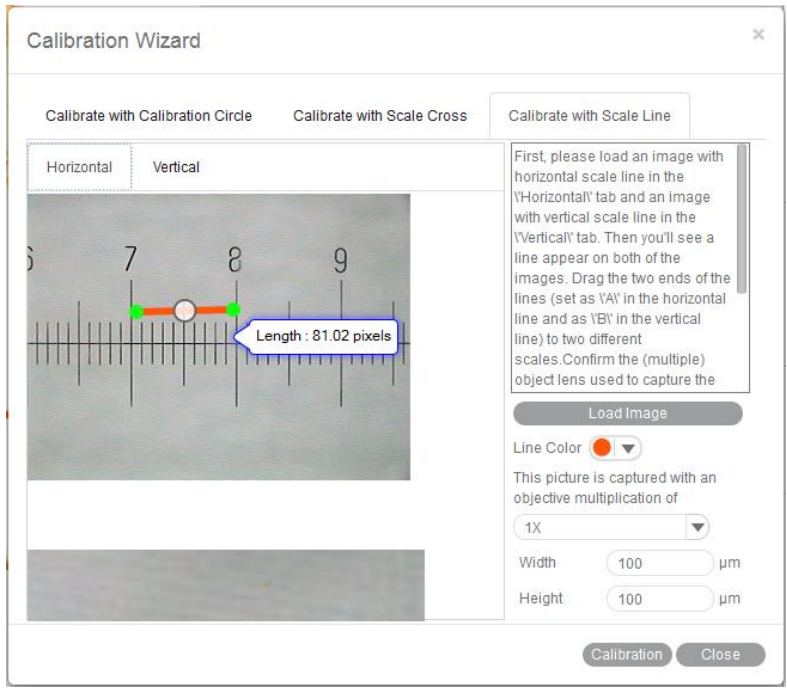 Calibration Wizard
×
Calibrate with Calibration Circle
Calibrate with Scale Cross
Calibrate with Scale Line
Horizontal
Vertical
7
8
9
Length : 81.02 pixels
First, please load an image with
horizontal scale line in the
\'Horizontal\' tab and an image
with vertical scale line in the
\'Vertical\' tab. Then you'll see a
line appear on both of the
images. Drag the two ends of the
lines (set as \'A\' in the horizontal
line and as \'B\' in the vertical
line) to two different
scales.Confirm the (multiple)
object lens used to capture the
Load Image
Line Color
This picture is captured with an
objective multiplication of
1X
Width 100 µm
Height 100 µm
Calibration
Close